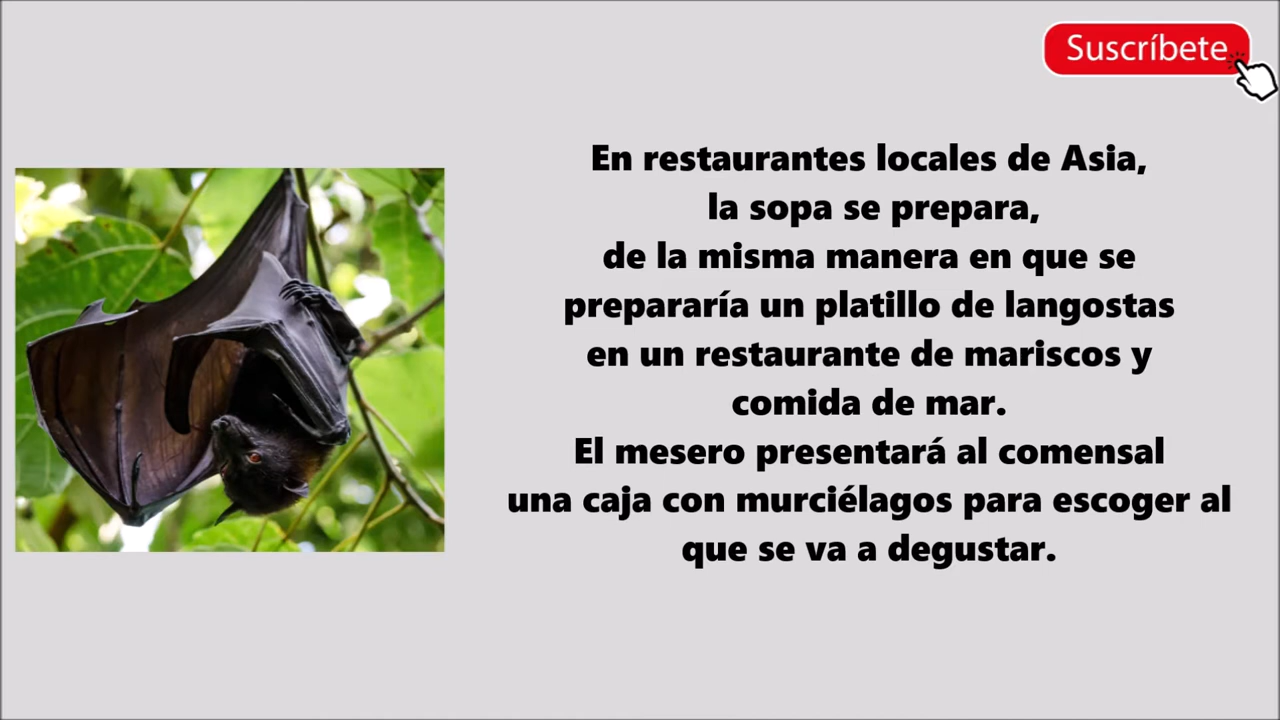 Suscríbete
En restaurantes locales de Asia,
la sopa se prepara,
de la misma manera en que se
prepararía un platillo de langostas
en un restaurante de mariscos y
comida de mar.
El mesero presentará al comensal
una caja con murciélagos para escoger al
que se va a degustar.